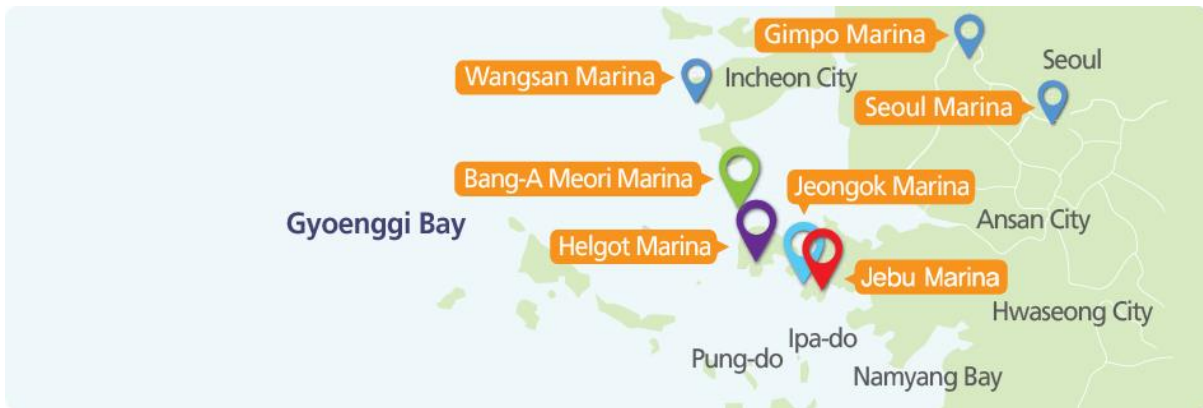 Gimpo Marina
Seoul
Wangsan Marina
Incheon City
Seoul Marina
Bang-A Meori Marina
Jeongok Marina
Gyoenggi Bay
Ansan City
Helgot Marina
Jebu Marina
Hwaseong City
Ipa-do
Pung-do
Namyang Bay